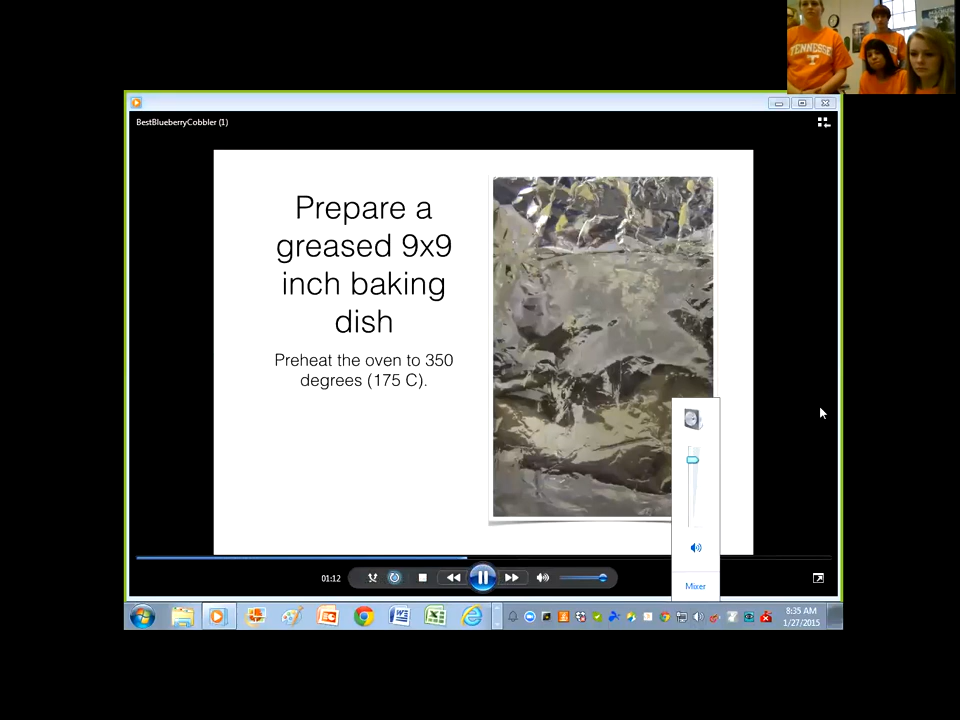 TENNESSEE
T
BestBlueberryCobbler (1)
Prepare a
greased 9x9
inch baking
dish
Preheat the oven to 350
degrees (175 C).
Mixer
01:12
8:35 AM
1/27/2015